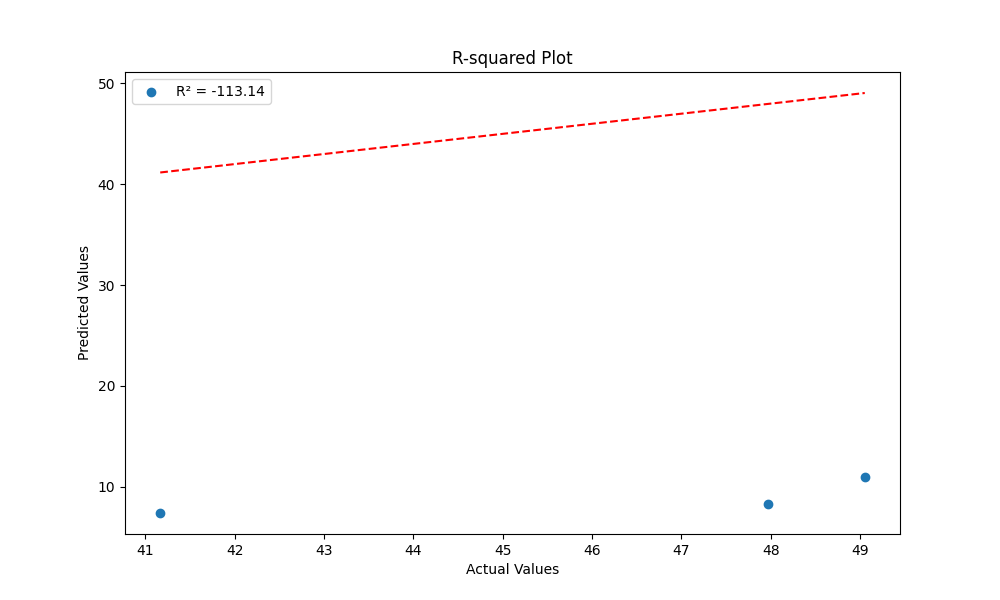 R-squared Plot
R² = -113.14
50
40
30
20
10
Predicted Values
41 42 43 44 45 46 47 48 49
Actual Values